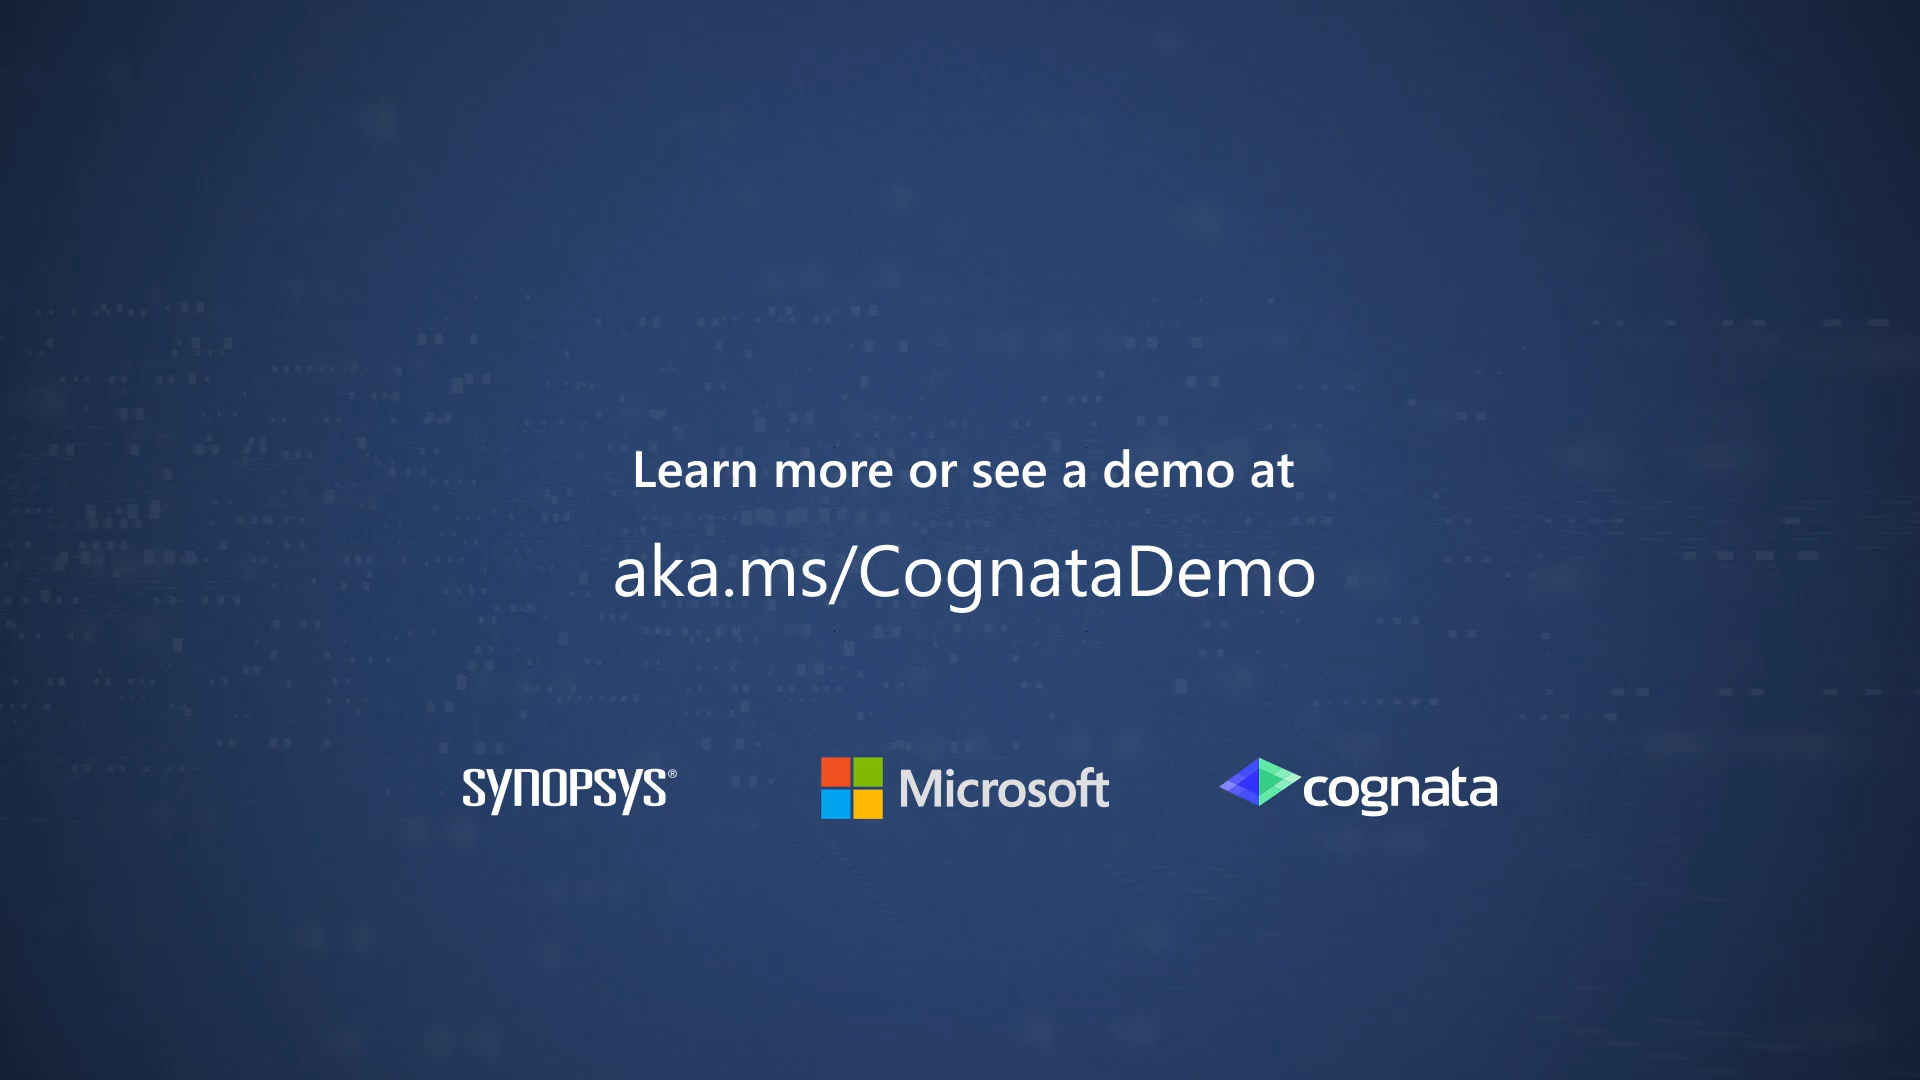 Learn more or see a demo at
aka.ms/CognataDemo
SYNOPSYS®
Microsoft
cognata